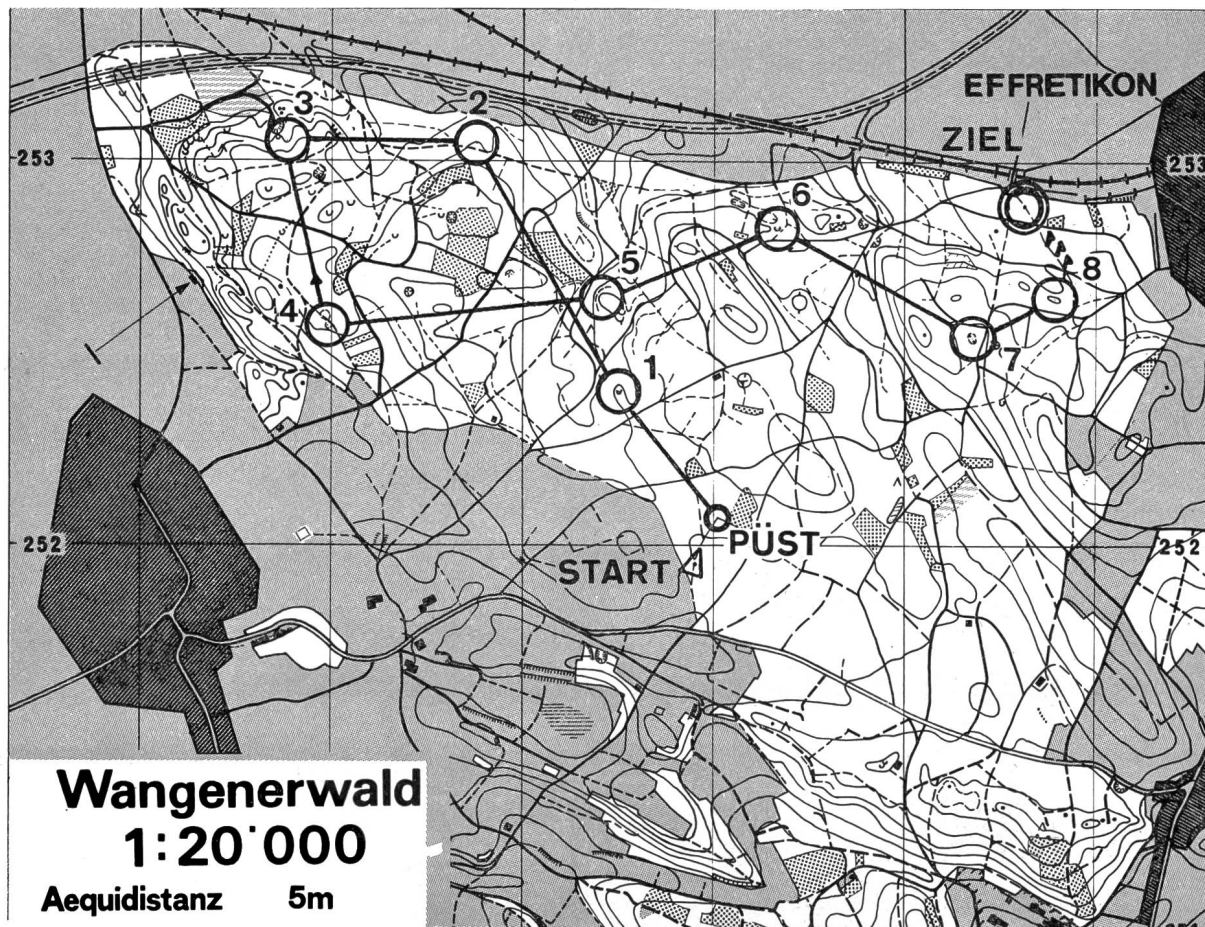 EFFRETIKON
ZIEL
3
2
253
253
6
5
8
4
7
1
252
PÜST
252
START
Wangenerwald
1:20'000
Aequidistanz 5m